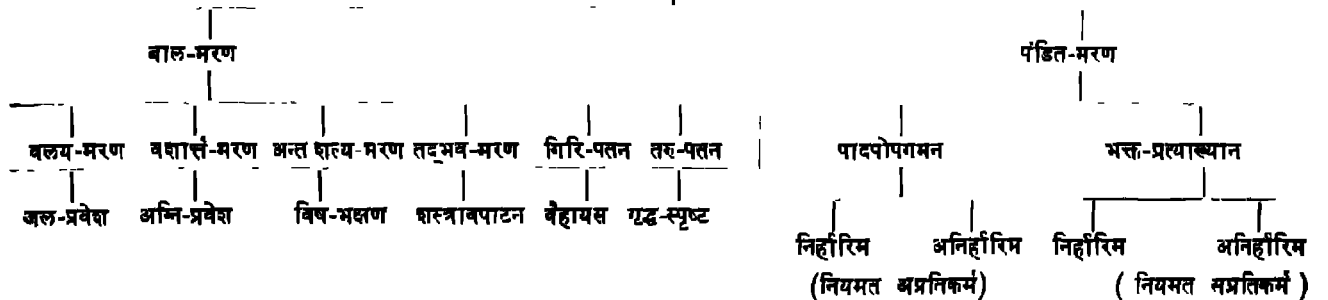 बाल-मरण पंडित-मरण
वलय-मरण वशार्त्त-मरण अन्त शल्य-मरण तद्भव-मरण गिरि-पतन तरु-पतन पादपोपगमन भक्त-प्रत्याख्यान
जल-प्रवेश अग्नि-प्रवेश विष-भक्षण शस्त्रावपाटन वैहायस गृद्ध-स्पृष्ट
निर्हारिम अनिर्हारिम निर्हारिम अनिर्हारिम
(नियमत अप्रतिकर्म) ( नियमत सप्रतिकर्म )